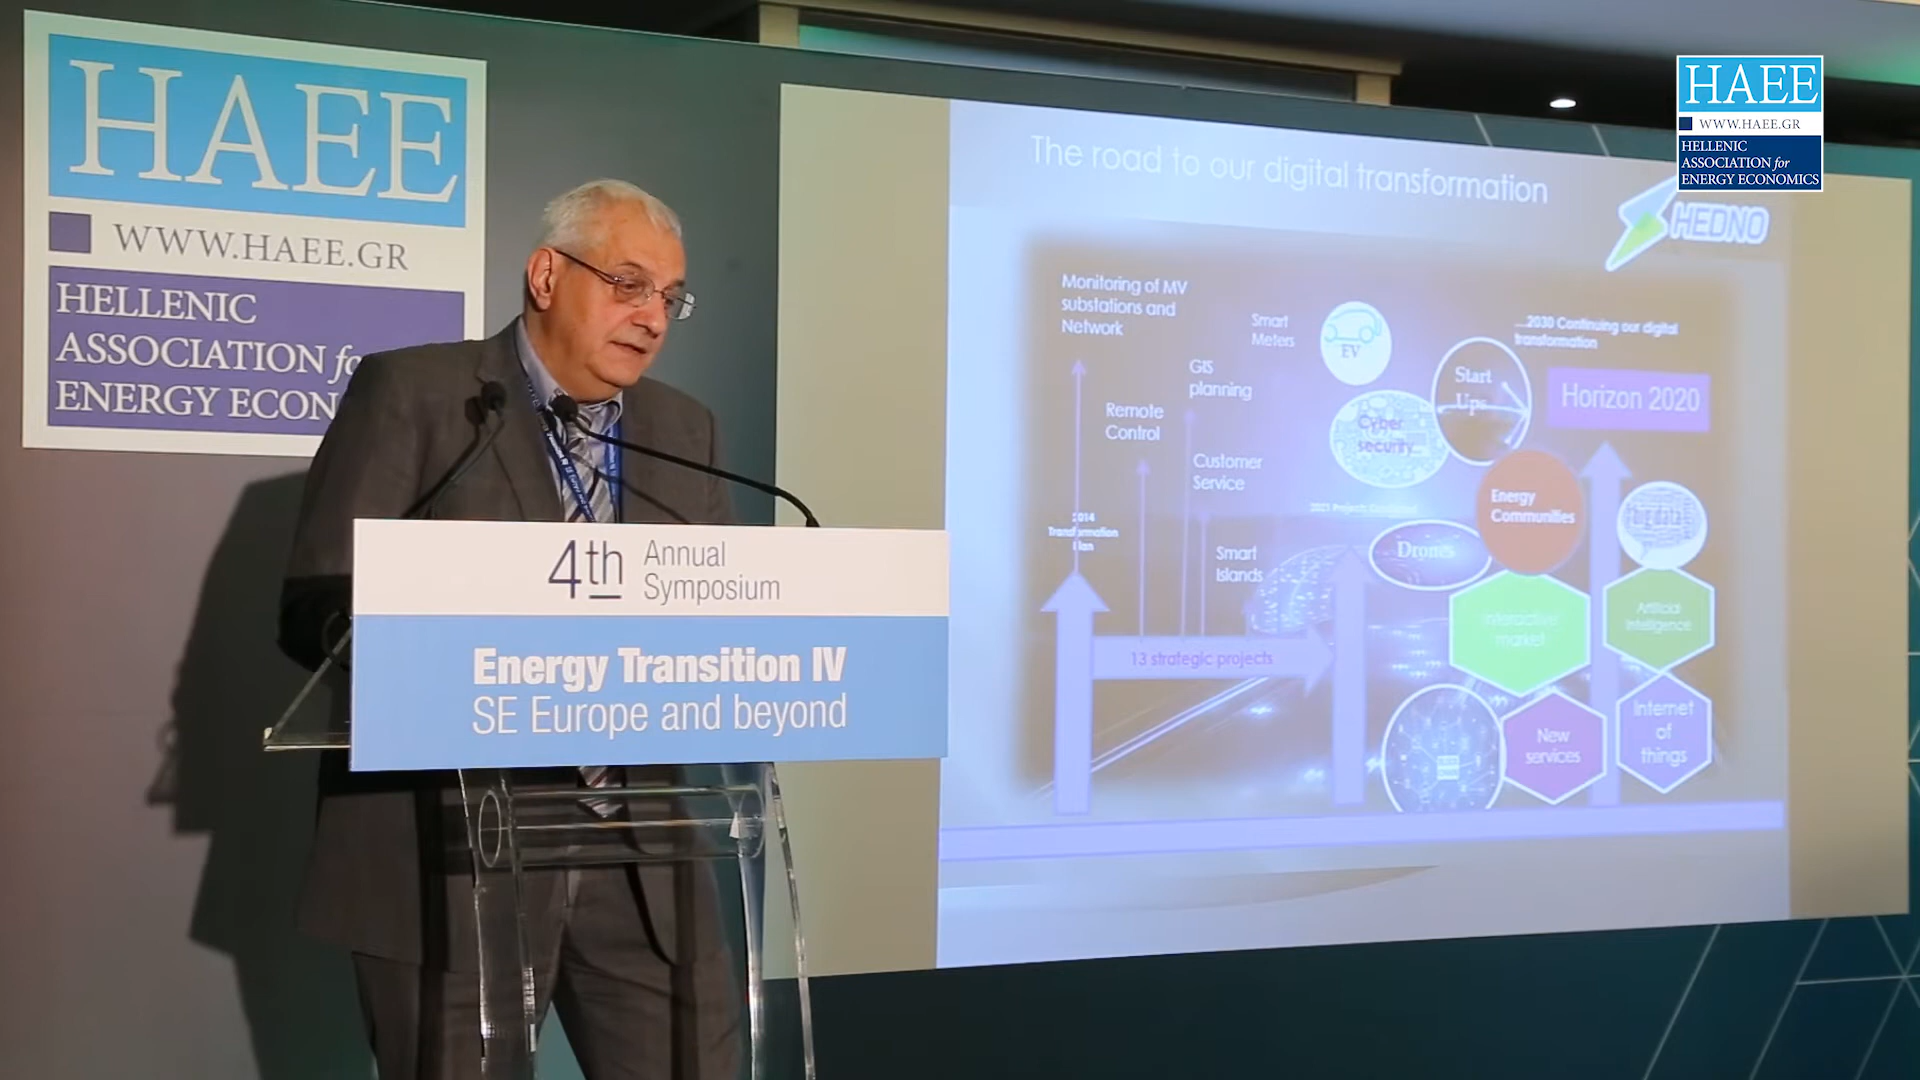 HAEE
WWW.HAEE.GR
HELLENIC
ASSOCIATION
ENERGY ECON
4th
Annual
Symposium
Energy Transition IV
SE Europe and beyond
The road to our digital transformation
HEDNO
Monitoring of MV
substations and
Network
Remote
Control
GIS
planning
Customer
Service
Smart
Meters
Smart
Islands
2014
Transformation
Plan
13 strategic projects
EV
Cyber
security...
Start
Ups
...2030 Continuing our digital
transformation
Horizon 2020
Energy
Communities
big data
Drones
Interactive
market
Artificial
Intelligence
New
services
Internet
of
things
HAEE
WWW.HAEE.GR
HELLENIC
ASSOCIATION for
ENERGY ECONOMICS